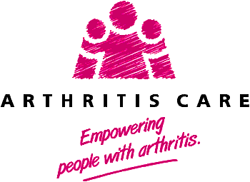 ARTHRITIS CARE
Empowering
people with arthritis.